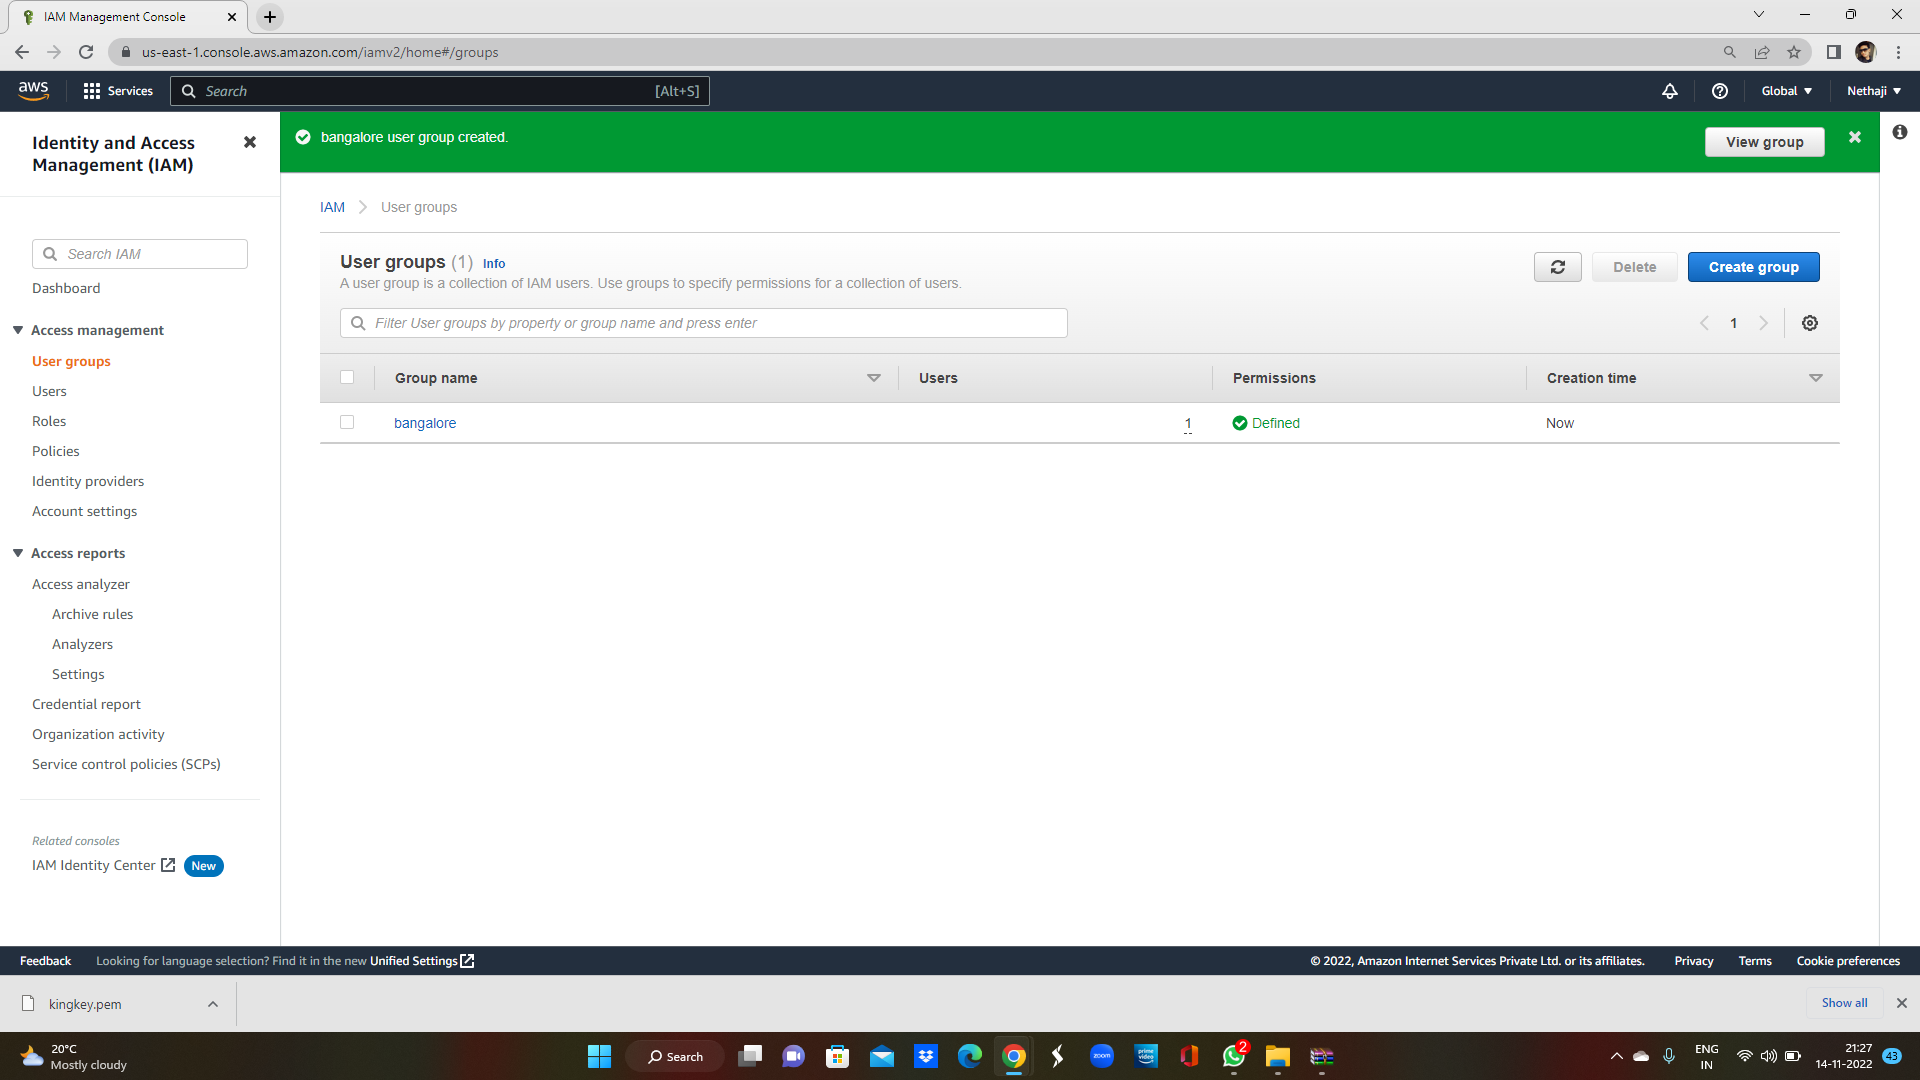 IAM Management Console
us-east-1.console.aws.amazon.com/iamv2/home#/groups
aws
Services
Search
[Alt+S]
Global
Nethaji
Identity and Access
Management (IAM)
Search IAM
Dashboard
Access management
User groups
Users
Roles
Policies
Identity providers
Account settings
Access reports
Access analyzer
Archive rules
Analyzers
Settings
Credential report
Organization activity
Service control policies (SCPs)
Related consoles
IAM Identity Center New
bangalore user group created.
View group
IAM User groups
User groups (1) Info
A user group is a collection of IAM users. Use groups to specify permissions for a collection of users.
Delete
Create group
Filter User groups by property or group name and press enter
1
Group name Users Permissions Creation time
bangalore 1 Defined Now
Feedback Looking for language selection? Find it in the new Unified Settings
© 2022, Amazon Internet Services Private Ltd. or its affiliates. Privacy Terms Cookie preferences
kingkey.pem
Show all
20°C
Mostly cloudy
Search
zoom
prime
video
2
ENG
IN
21:27
14-11-2022
43